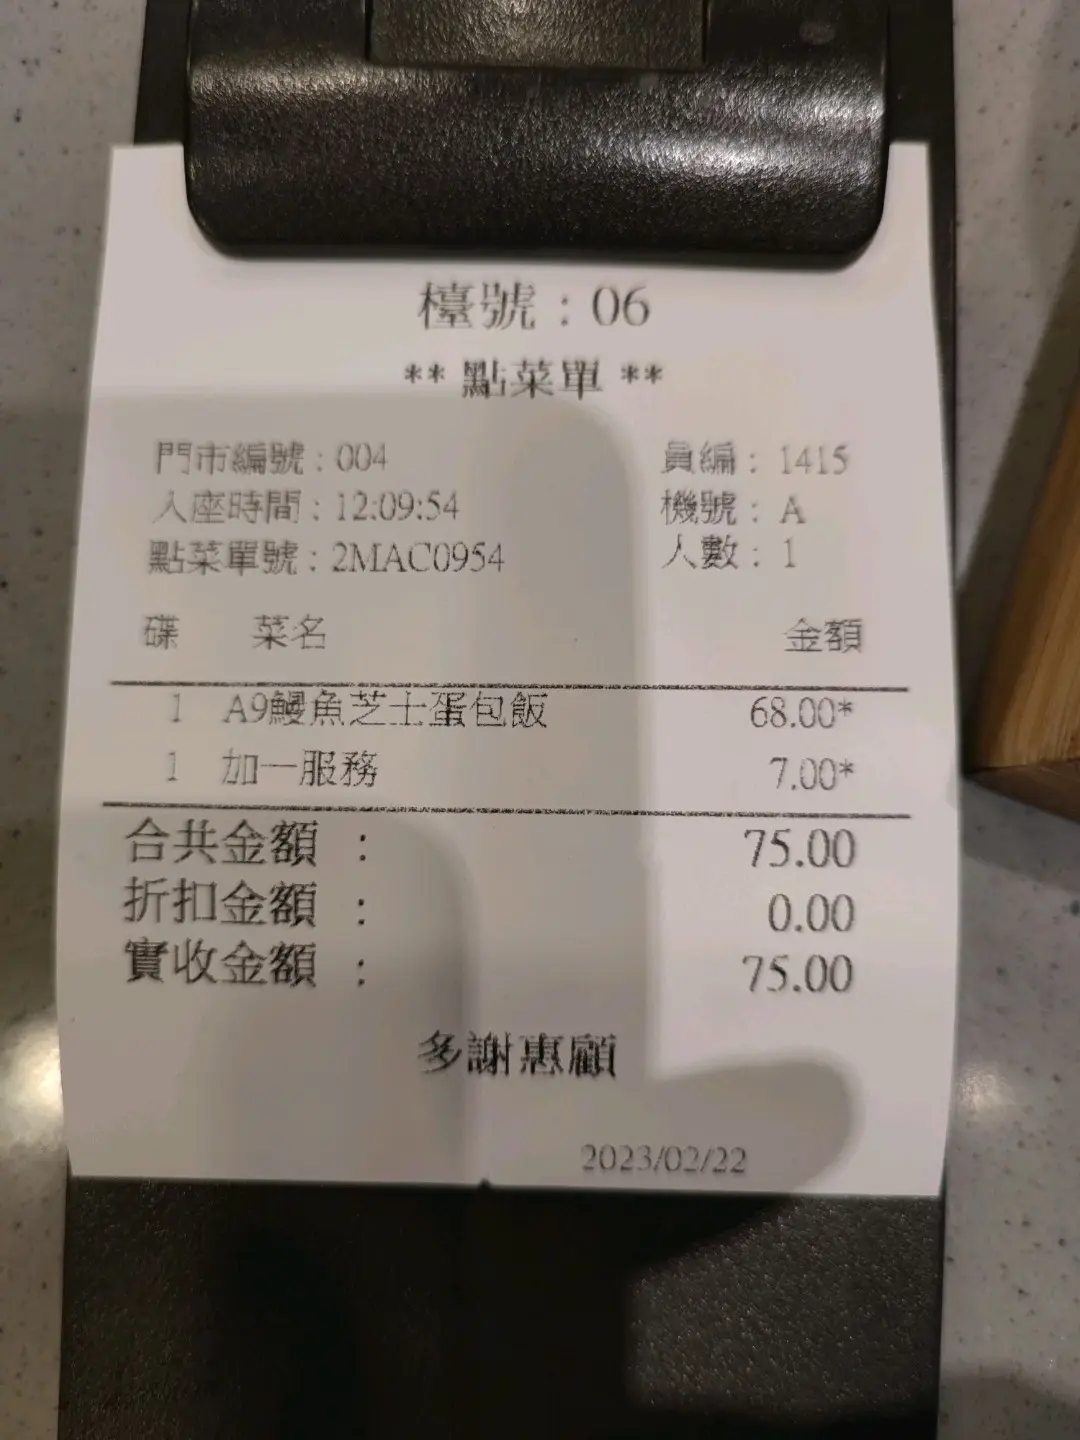 檯號：06
** 點菜單 **
門市編號：004 員編：1415
入座時間：12:09:54 機號：A
點菜單號：2MAC0954 人數：1
碟 菜名 金額
1 A9鰻魚芝士蛋包飯 68.00*
1 加一服務 7.00*
合共金額： 75.00
折扣金額： 0.00
實收金額： 75.00
多謝惠顧
2023/02/22